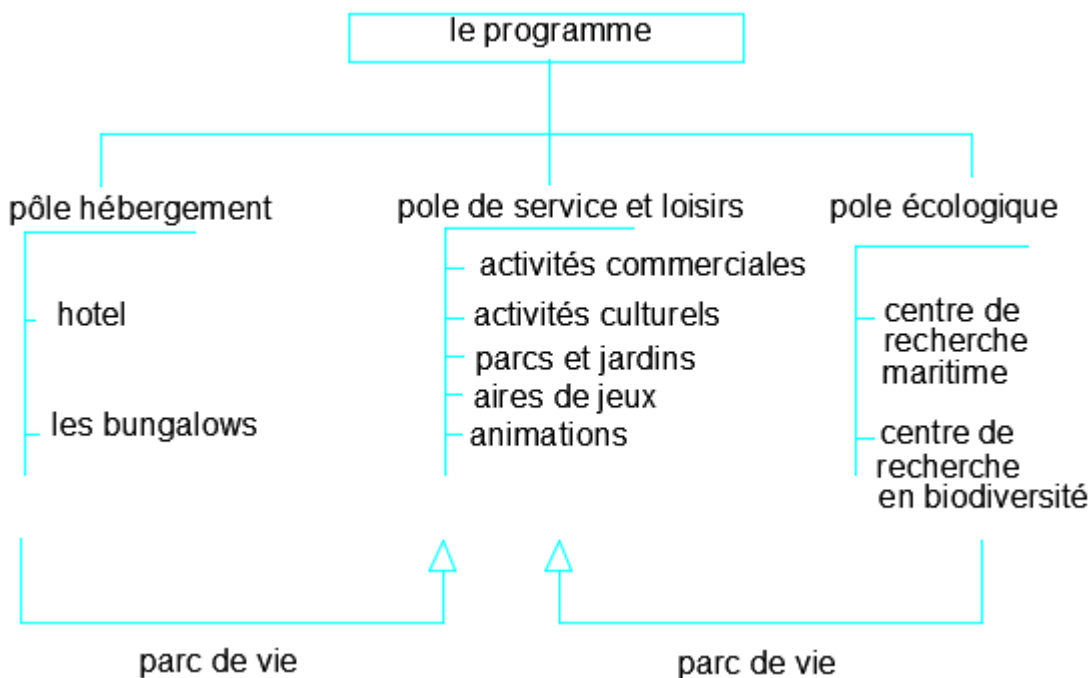 le programme
pôle hébergement
hotel
les bungalows
pole de service et loisirs
activités commerciales
activités culturels
parcs et jardins
aires de jeux
animations
pole écologique
centre de
recherche
maritime
centre de
recherche
en biodiversité
parc de vie
parc de vie